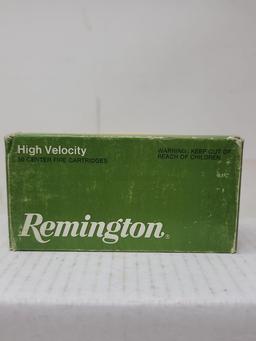 High Velocity
50 CENTER FIRE CARTRIDGES
WARNING: KEEP OUT OF
REACH OF CHILDREN.
Remington®